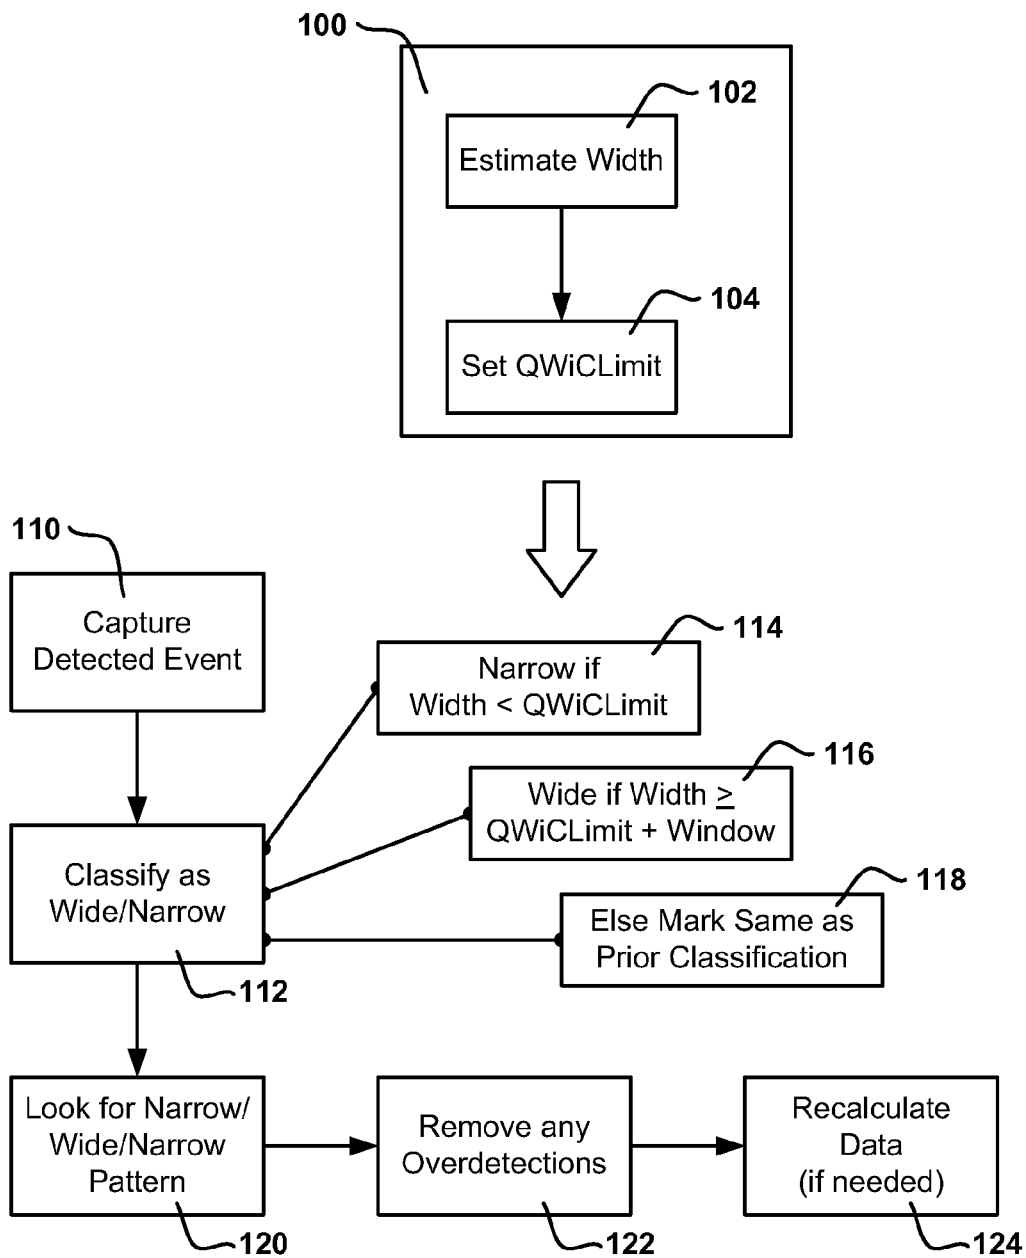 100
102
Estimate Width
104
Set QWiCLimit
110
Capture
Detected Event
114
Narrow if
Width < QWiCLimit
116
Wide if Width ≥
QWiCLimit + Window
118
Else Mark Same as
Prior Classification
Classify as
Wide/Narrow
112
Look for Narrow/
Wide/Narrow
Pattern
120
Remove any
Overdetections
122
Recalculate
Data
(if needed)
124